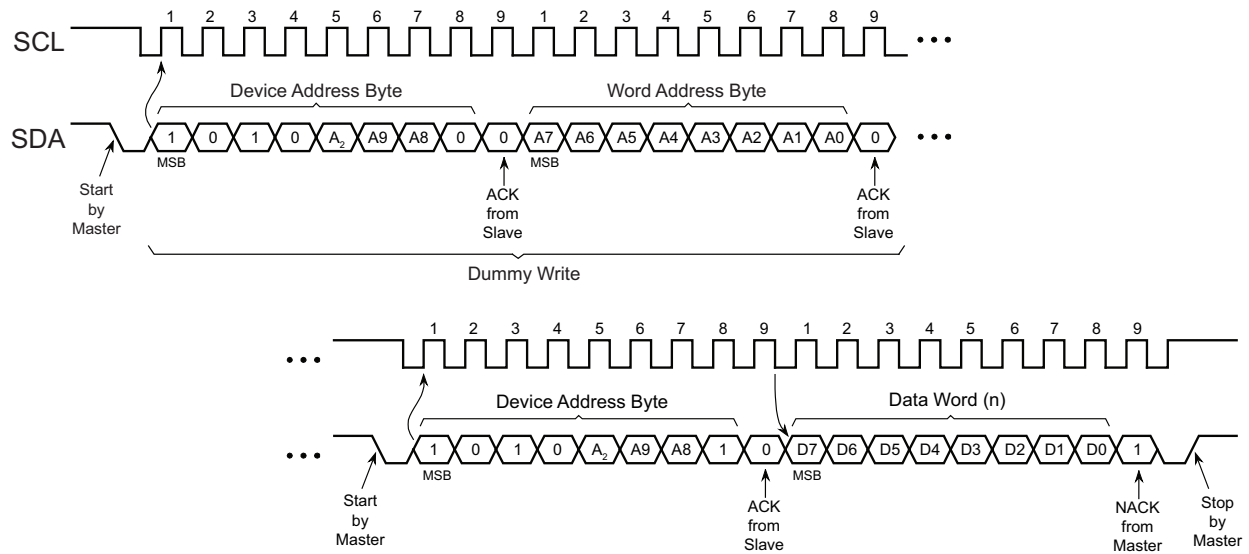 1 2 3 4 5 6 7 8 9 1 2 3 4 5 6 7 8 9
SCL
Device Address Byte Word Address Byte
SDA 1 0 1 0 A₂ A9 A8 0 0 A7 A6 A5 A4 A3 A2 A1 A0 0
MSB MSB
Start
by
Master
ACK
from
Slave
ACK
from
Slave
Dummy Write
1 2 3 4 5 6 7 8 9 1 2 3 4 5 6 7 8 9
Device Address Byte Data Word (n)
1 0 1 0 A₂ A9 A8 1 0 D7 D6 D5 D4 D3 D2 D1 D0 1
MSB MSB
Start
by
Master
ACK
from
Slave
NACK
from
Master
Stop
by
Master